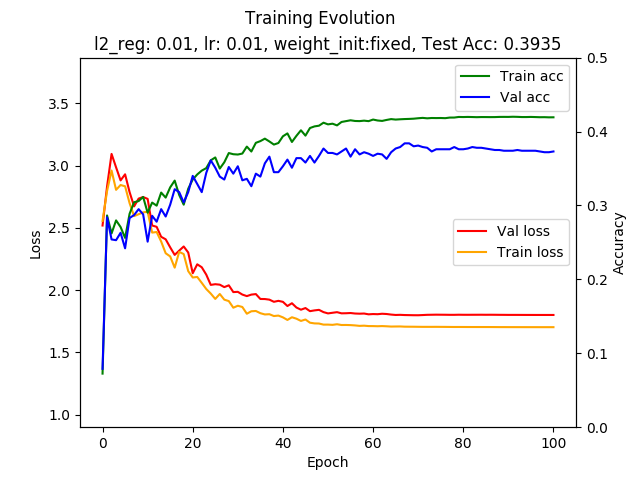 Training Evolution
l2_reg: 0.01, lr: 0.01, weight_init:fixed, Test Acc: 0.3935
Train acc
Val acc
Val loss
Train loss
Loss
3.5
3.0
2.5
2.0
1.5
1.0
0.5
0.4
0.3
0.2
0.1
0.0
Accuracy
0 20 40 60 80 100
Epoch